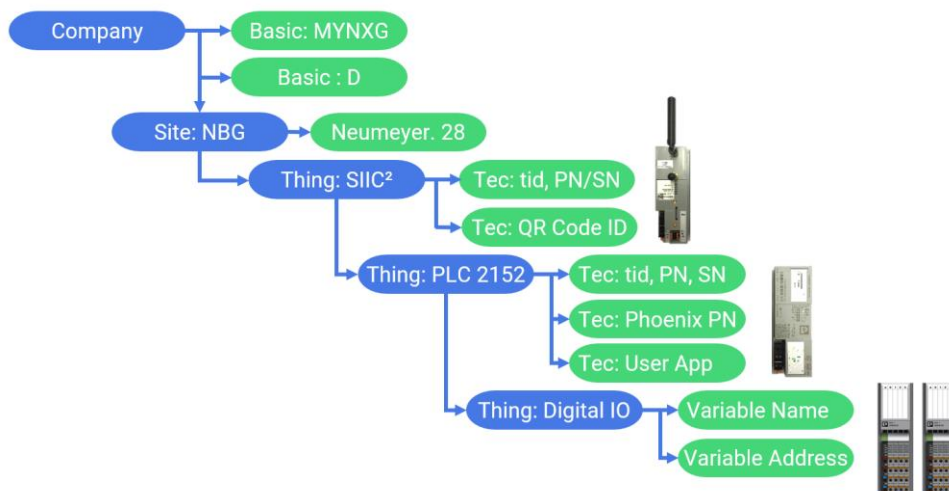 Company
Basic: MYNXG
Basic : D
Site: NBG
Neumeyer. 28
Thing: SIIC²
Tec: tid, PN/SN
Tec: QR Code ID
Thing: PLC 2152
Tec: tid, PN, SN
Tec: Phoenix PN
Tec: User App
Thing: Digital IO
Variable Name
Variable Address